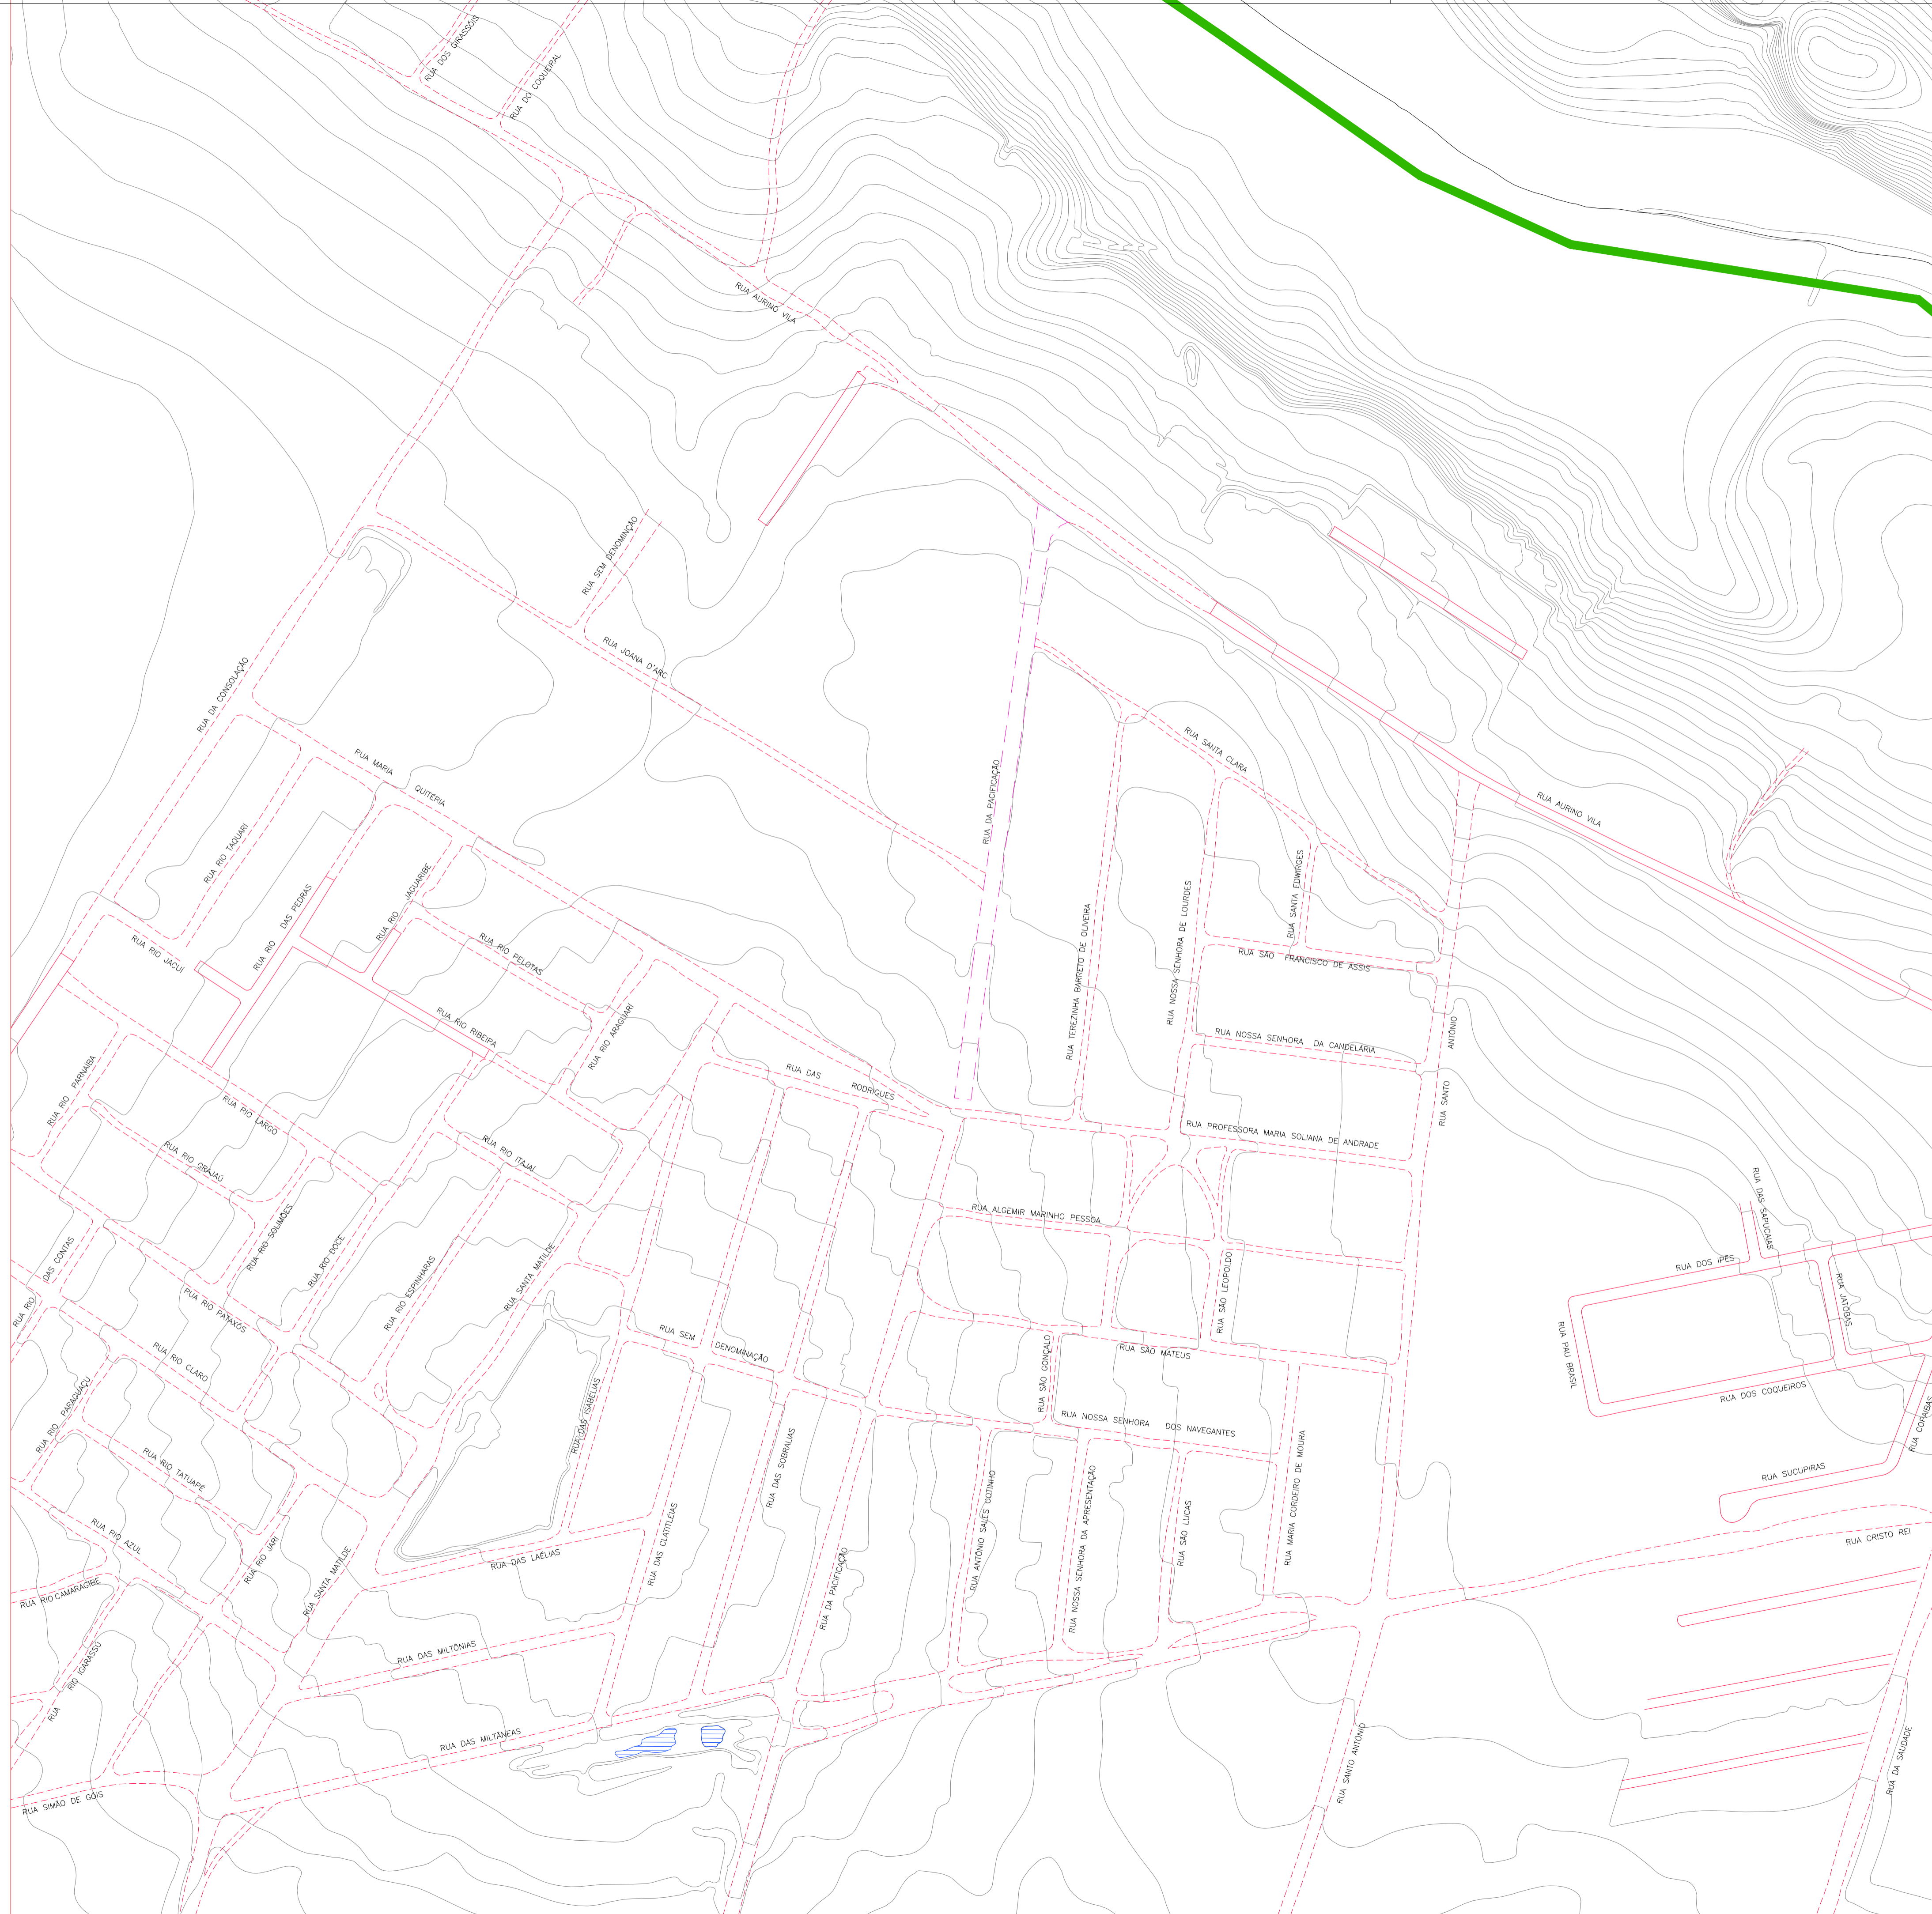 RUA DOS GIRASSÓIS
RUA DO COQUEIRAL
RUA AURINO VILA
RUA SEM DENOMINÇÃO
RUA JOANA D'ARC
RUA DA CONSOLAÇÃO
RUA MARIA QUITÉRIA
RUA DA PACIFICAÇÃO
RUA SANTA CLARA
RUA AURINO VILA
RUA RIO TAQUARÍ
RUA RIO DAS PEDRAS
RUA RIO JAGUARIBE
RUA SANTA EDWIRGES
RUA NOSSA SENHORA DE LOURDES
RUA TEREZINHA BARRETO DE OLIVEIRA
RUA RIO JACUÍ
RUA RIO PELOTAS
RUA SÃO FRANCISCO DE ASSIS
RUA RIO RIBEIRA
RUA RIO ARAGUARI
RUA NOSSA SENHORA DA CANDELÁRIA
RUA SANTO ANTÔNIO
RUA RIO PARNAÍBA
RUA DAS RODRIGUES
RUA RIO LARGO
RUA PROFESSORA MARIA SOLIANA DE ANDRADE
RUA RIO GRAJAÚ
RUA RIO ITAJAÍ
RUA DAS SAPUCAIAS
RUA RIO SOLIMÕES
RUA ALGEMIR MARINHO PESSOA
RUA RIO DOCE
RUA RIO DAS CONTAS
RUA RIO ESPINHARAS
RUA SANTA MATILDE
RUA DOS IPÊS
RUA SÃO LEOPOLDO
RUA JATOBÁS
RUA RIO PATAXÓS
RUA SEM DENOMINAÇÃO
RUA SÃO GONÇALO
RUA SÃO MATEUS
RUA PAU BRASIL
RUA RIO CLARO
RUA DOS COQUEIROS
RUA RIO PARAGUAÇU
RUA DAS ISABÉLIAS
RUA NOSSA SENHORA DOS NAVEGANTES
RUA COPAIBAS
RUA DAS SOBRÁLIAS
RUA RIO TATUAPÉ
RUA SUCUPIRAS
RUA MARIA CORDEIRO DE MOURA
RUA ANTÔNIO SALES COTINHO
RUA NOSSA SENHORA DA APRESENTAÇÃO
RUA SÃO LUCAS
RUA RIO AZUL
RUA CRISTO REI
RUA RIO JARI
RUA DAS LAÉLIAS
RUA DAS CLATITLÉIAS
RUA SANTA MATILDE
RUA DA PACIFICAÇÃO
RUA RIO CAMARAGIBE
RUA DAS MILTÔNIAS
RUA RIO IGARASSÚ
RUA DAS MILTÂNEAS
RUA SANTO ANTÔNIO
RUA DA SAUDADE
RUA SIMÃO DE GÓIS